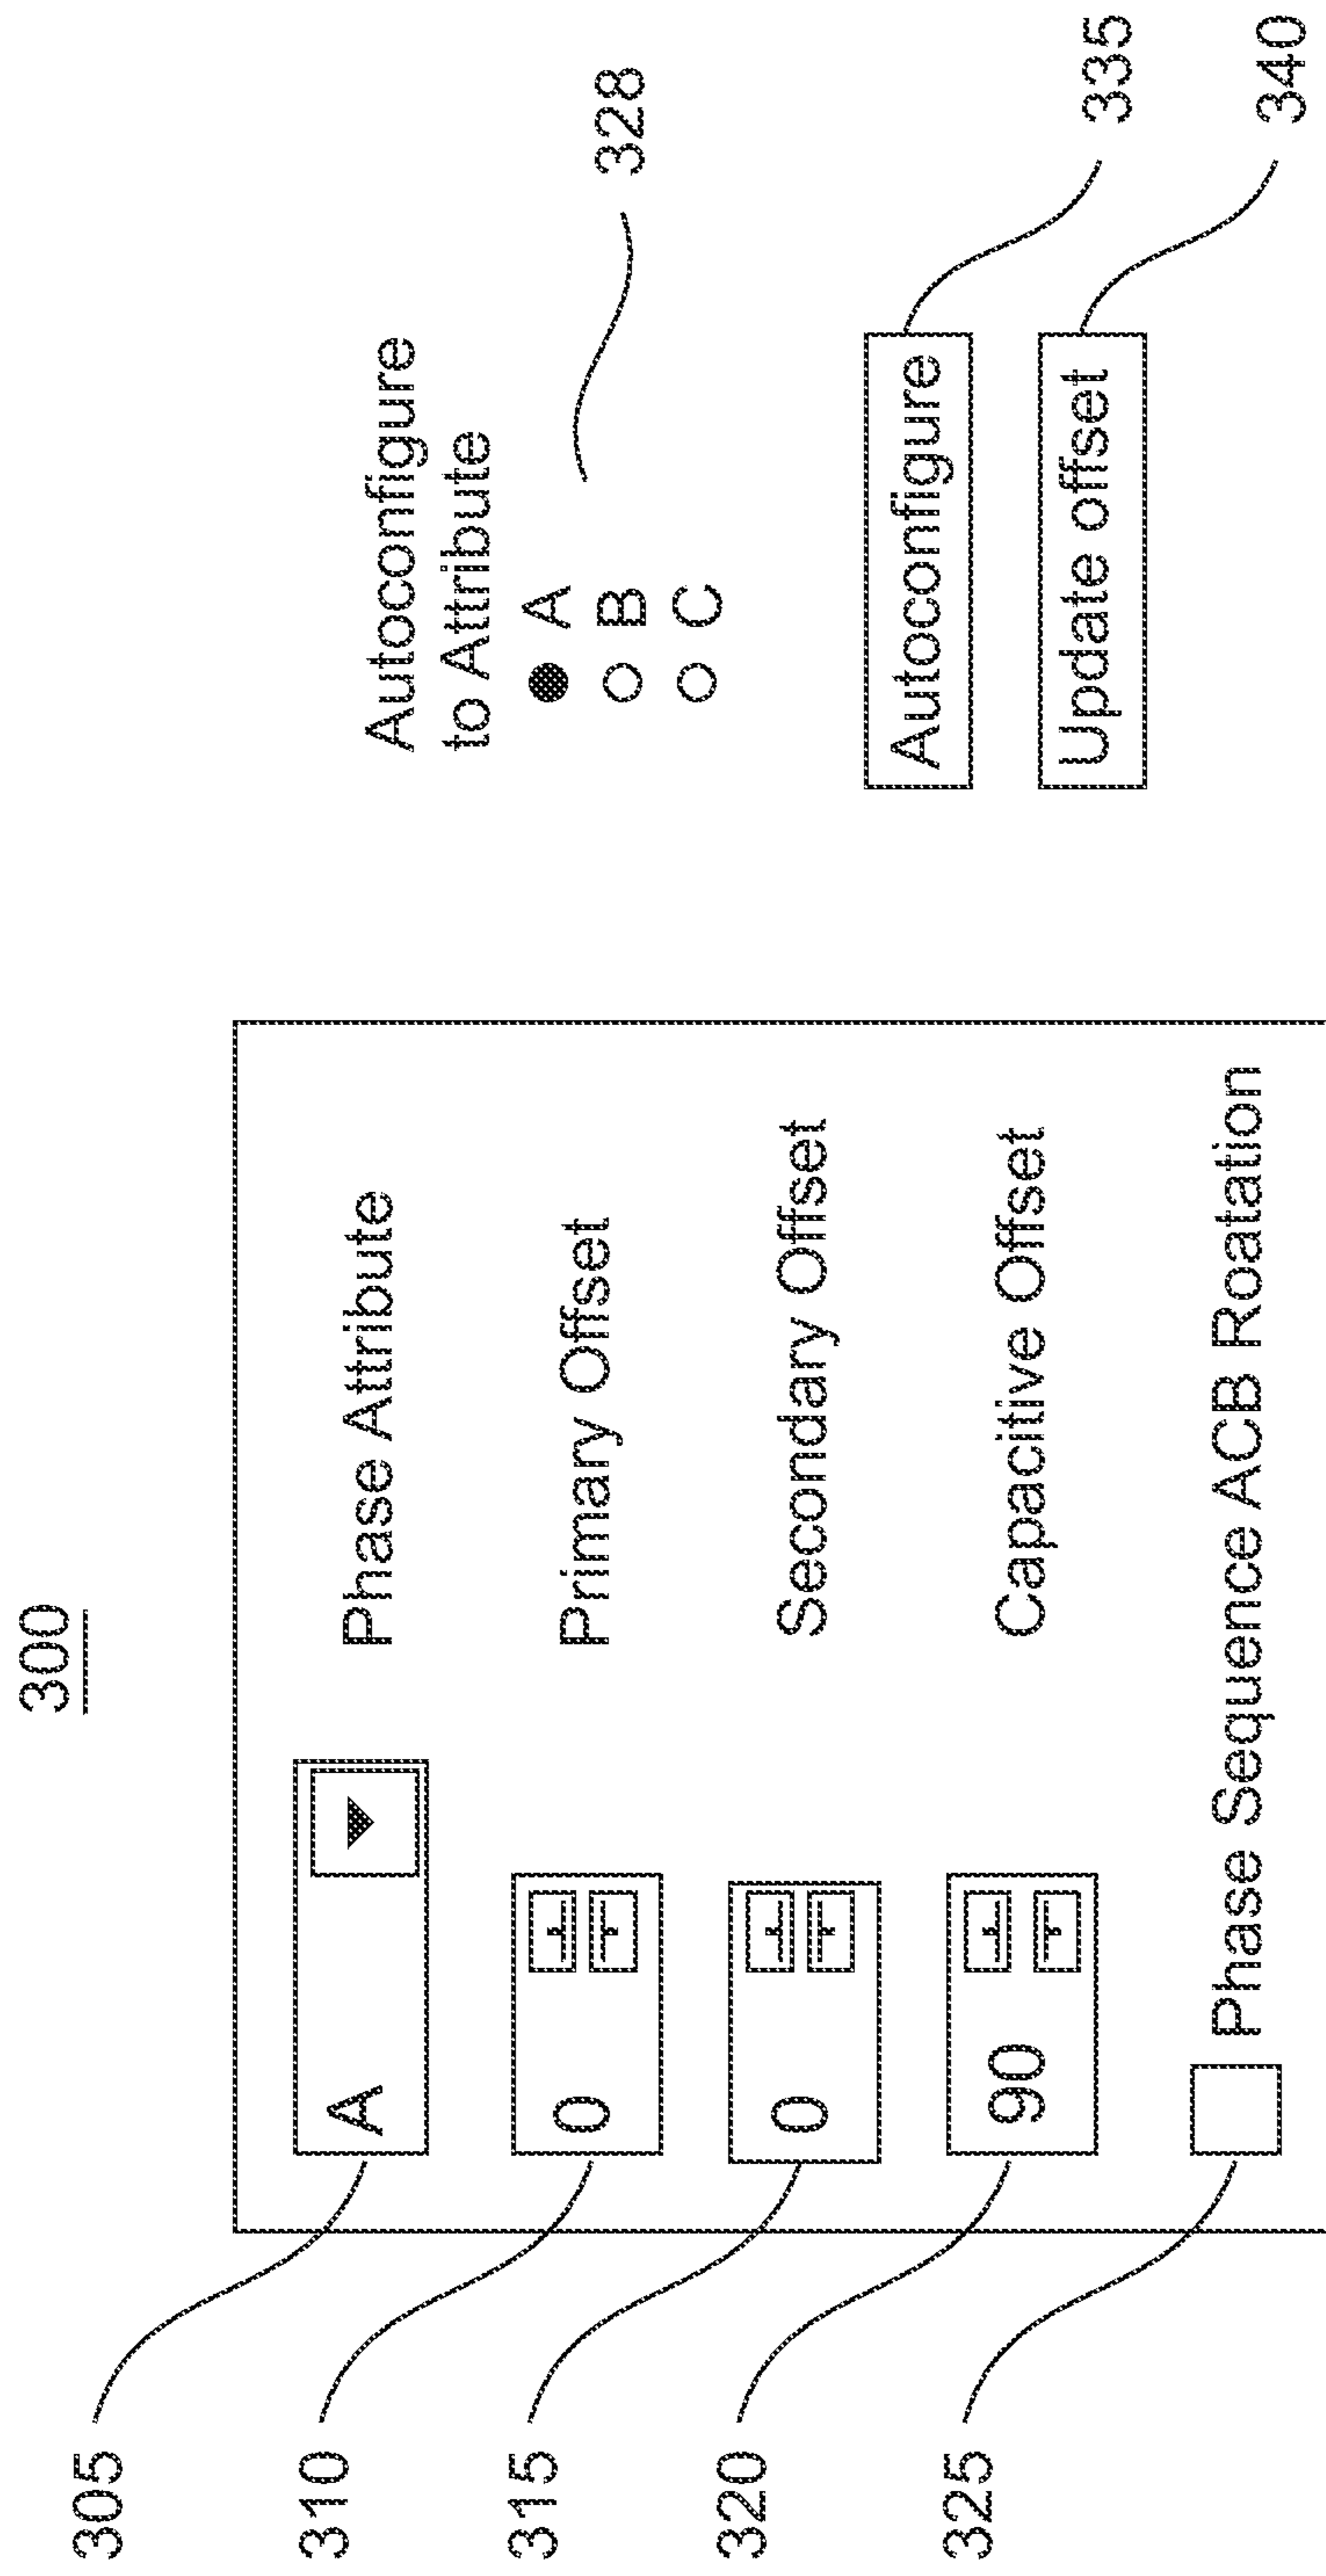 300
305
A
Phase Attribute
310
0
Primary Offset
315
0
Secondary Offset
320
90
Capacitive Offset
325
Phase Sequence ACB Roatation
Autoconfigure
to Attribute
A
B
C
328
Autoconfigure
335
Update offset
340